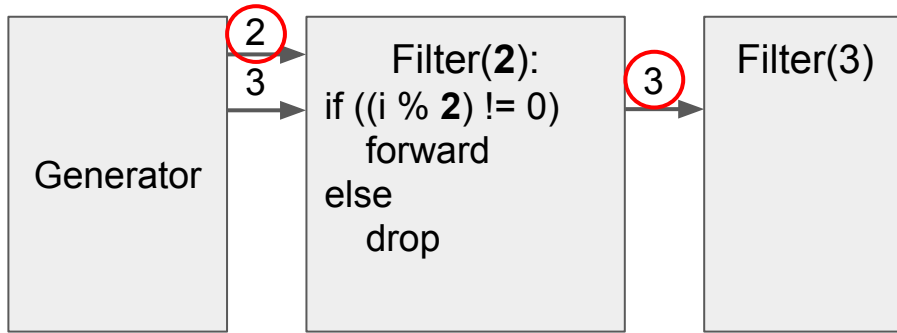 Generator
2
3
Filter(2):
if ((i % 2) != 0)
forward
else
drop
3
Filter(3)